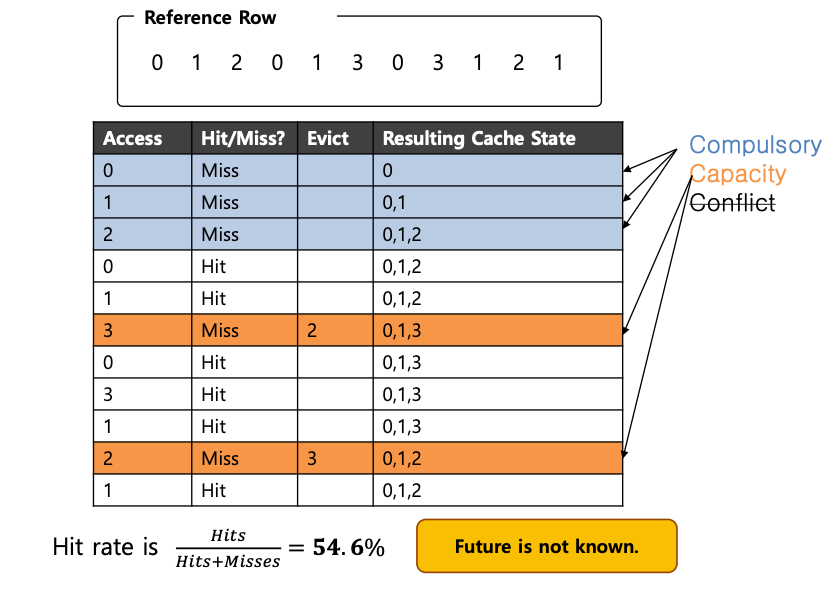 Reference Row
0 1 2 0 1 3 0 3 1 2 1
Access Hit/Miss? Evict Resulting Cache State
0 Miss 0
1 Miss 0,1
2 Miss 0,1,2
0 Hit 0,1,2
1 Hit 0,1,2
3 Miss 2 0,1,3
0 Hit 0,1,3
3 Hit 0,1,3
1 Hit 0,1,3
2 Miss 3 0,1,2
1 Hit 0,1,2
Compulsory
Capacity
Conflict
Hit rate is Hits / Hits+Misses = 54.6%
Future is not known.